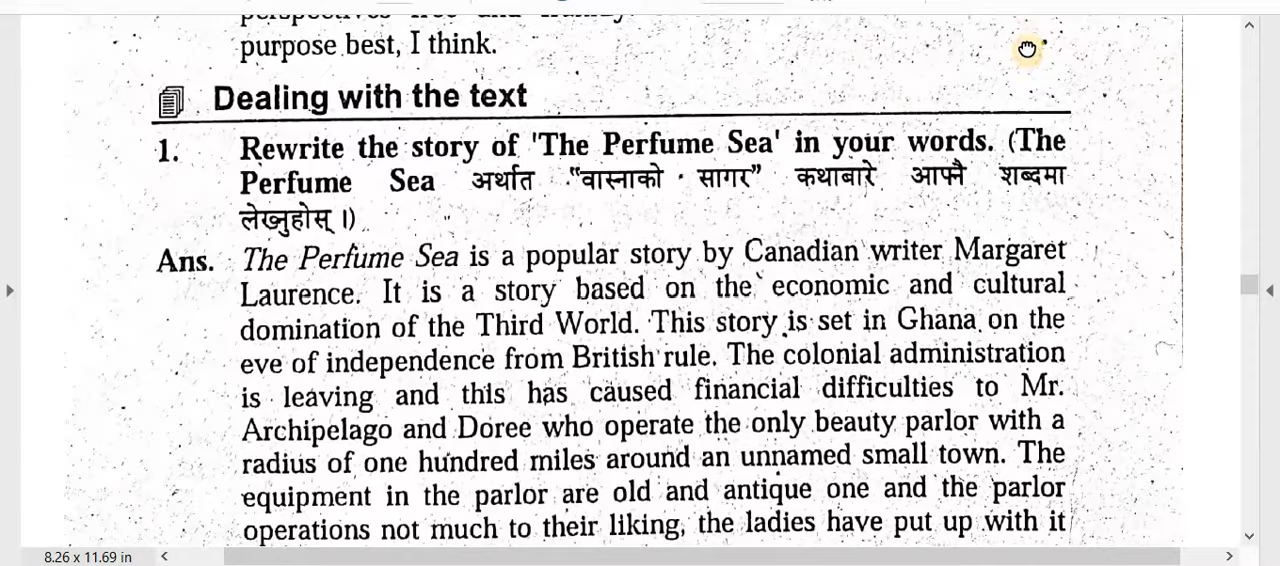 purpose best, I think.
Dealing with the text
1. Rewrite the story of 'The Perfume Sea' in your words. (The
Perfume Sea अर्थात "वास्नाको सागर" कथाबारे आफ्नै शब्दमा
लेख्नुहोस् ।)
Ans. The Perfume Sea is a popular story by Canadian writer Margaret
Laurence. It is a story based on the economic and cultural
domination of the Third World. This story is set in Ghana on the
eve of independence from British rule. The colonial administration
is leaving and this has caused financial difficulties to Mr.
Archipelago and Doree who operate the only beauty parlor with a
radius of one hundred miles around an unnamed small town. The
equipment in the parlor are old and antique one and the parlor
operations not much to their liking, the ladies have put up with it
8.26 x 11.69 in